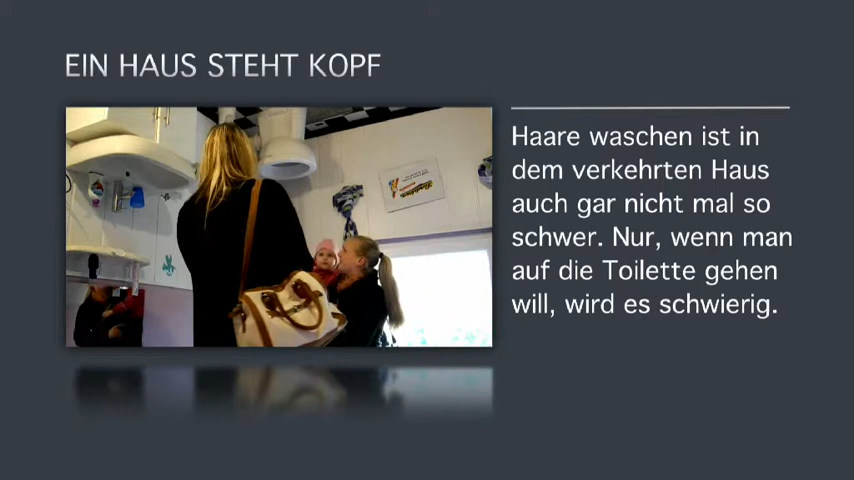 EIN HAUS STEHT KOPF
Haare waschen ist in
dem verkehrten Haus
auch gar nicht mal so
schwer. Nur, wenn man
auf die Toilette gehen
will, wird es schwierig.